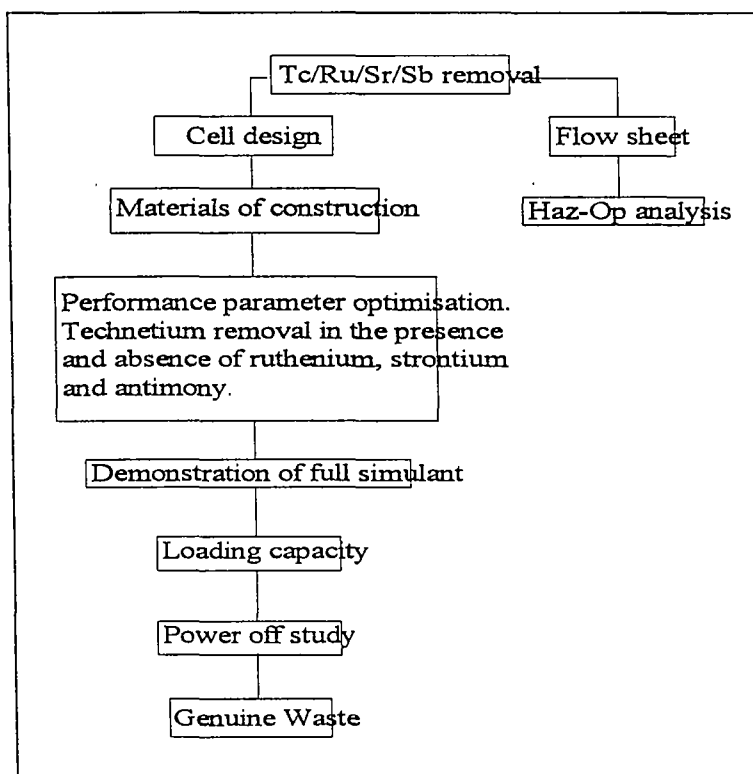 Tc/Ru/Sr/Sb removal
Cell design
Flow sheet
Materials of construction
Haz-Op analysis
Performance parameter optimisation.
Technetium removal in the presence
and absence of ruthenium, strontium
and antimony.
Demonstration of full simulant
Loading capacity
Power off study
Genuine Waste